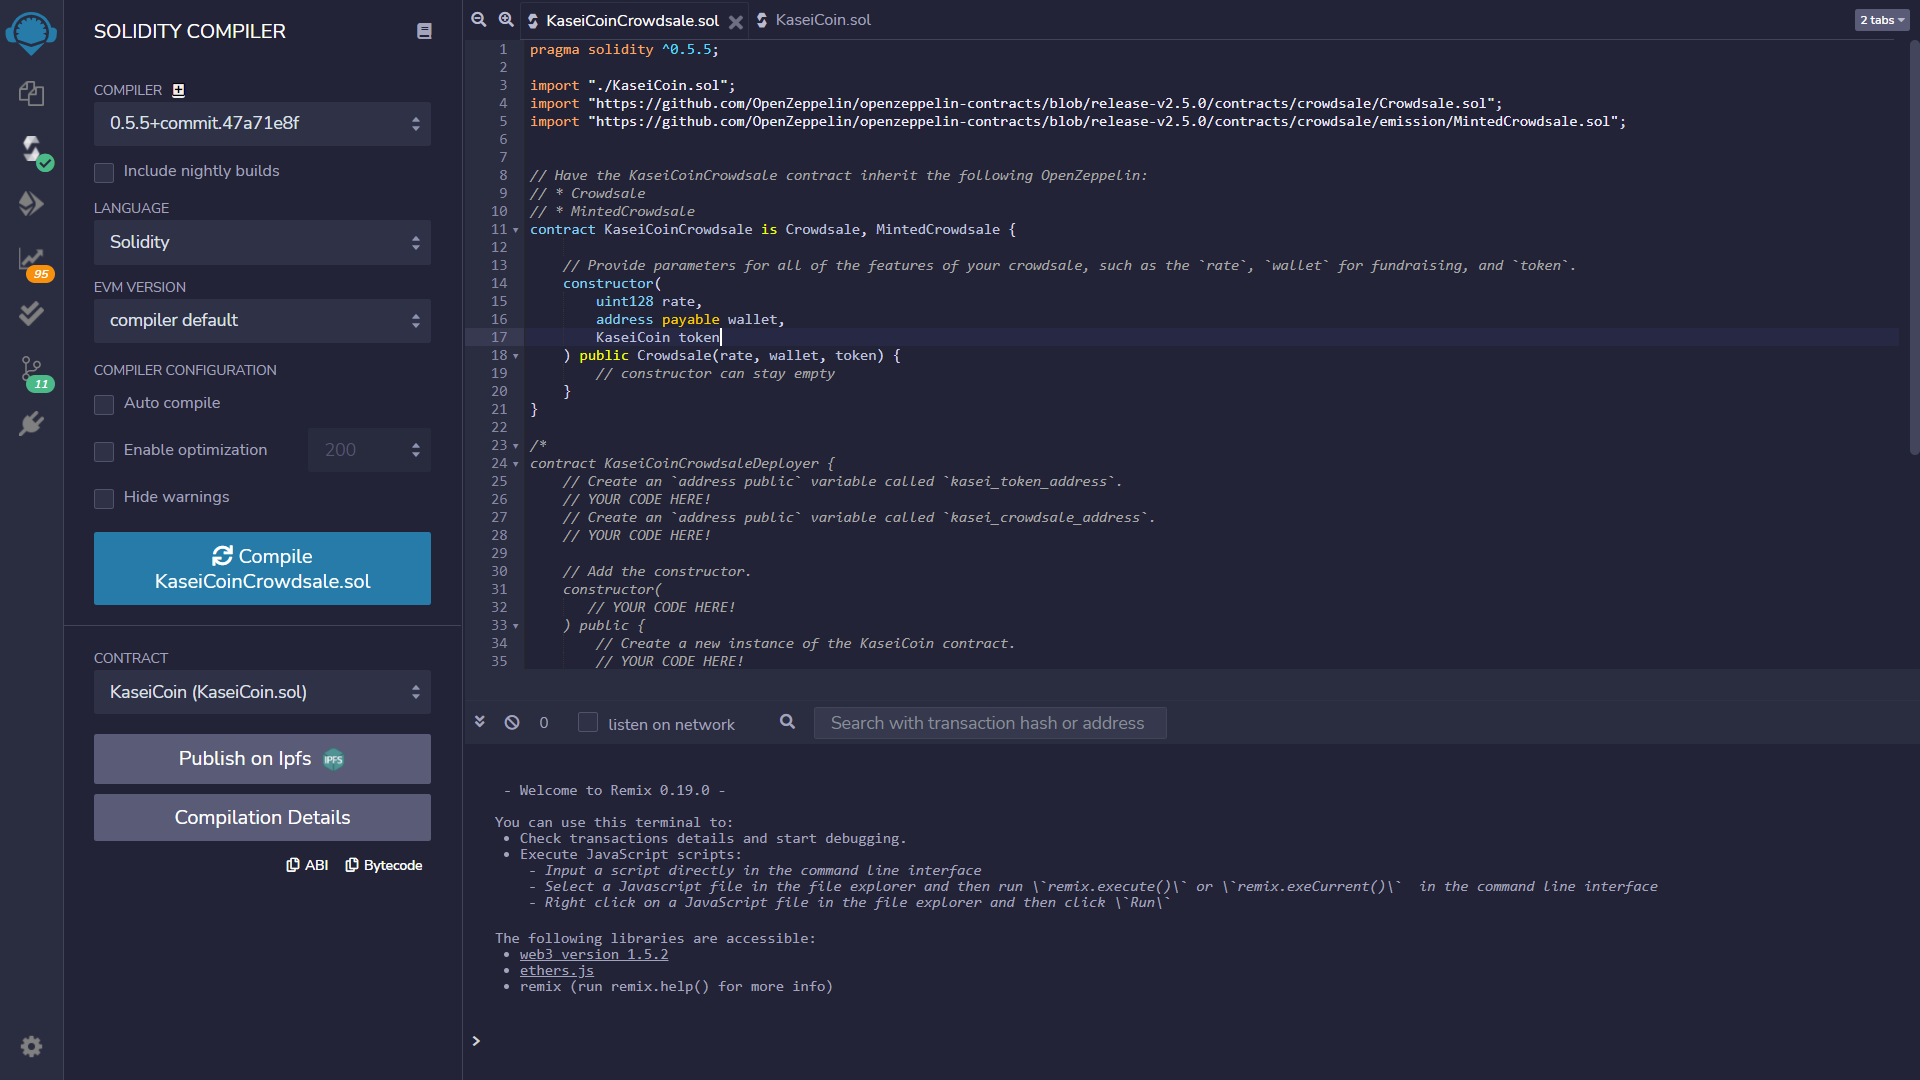 SOLIDITY COMPILER
COMPILER
0.5.5+commit.47a71e8f
Include nightly builds
LANGUAGE
Solidity
EVM VERSION
compiler default
COMPILER CONFIGURATION
Auto compile
Enable optimization
200
Hide warnings
Compile
KaseiCoinCrowdsale.sol
CONTRACT
KaseiCoin (KaseiCoin.sol)
Publish on Ipfs IPFS
Compilation Details
ABI Bytecode
95
11
KaseiCoinCrowdsale.sol KaseiCoin.sol
2 tabs
1 pragma solidity ^0.5.5;
2
3 import "./KaseiCoin.sol";
4 import "https://github.com/OpenZeppelin/openzeppelin-contracts/blob/release-v2.5.0/contracts/crowdsale/Crowdsale.sol";
5 import "https://github.com/OpenZeppelin/openzeppelin-contracts/blob/release-v2.5.0/contracts/crowdsale/emission/MintedCrowdsale.sol";
6
7
8 // Have the KaseiCoinCrowdsale contract inherit the following OpenZeppelin:
9 // * Crowdsale
10 // * MintedCrowdsale
11 contract KaseiCoinCrowdsale is Crowdsale, MintedCrowdsale {
12
13 // Provide parameters for all of the features of your crowdsale, such as the `rate`, `wallet` for fundraising, and `token`.
14 constructor(
15 uint128 rate,
16 address payable wallet,
17 KaseiCoin token
18 ) public Crowdsale(rate, wallet, token) {
19 // constructor can stay empty
20 }
21 }
22
23 /*
24 contract KaseiCoinCrowdsaleDeployer {
25 // Create an `address public` variable called `kasei_token_address`.
26 // YOUR CODE HERE!
27 // Create an `address public` variable called `kasei_crowdsale_address`.
28 // YOUR CODE HERE!
29
30 // Add the constructor.
31 constructor(
32 // YOUR CODE HERE!
33 ) public {
34 // Create a new instance of the KaseiCoin contract.
35 // YOUR CODE HERE!
0 listen on network Search with transaction hash or address
- Welcome to Remix 0.19.0 -
You can use this terminal to:
• Check transactions details and start debugging.
• Execute JavaScript scripts:
- Input a script directly in the command line interface
- Select a Javascript file in the file explorer and then run \`remix.execute()\` or \`remix.exeCurrent()\` in the command line interface
- Right click on a JavaScript file in the file explorer and then click \`Run\`
The following libraries are accessible:
• web3 version 1.5.2
• ethers.js
• remix (run remix.help() for more info)
>